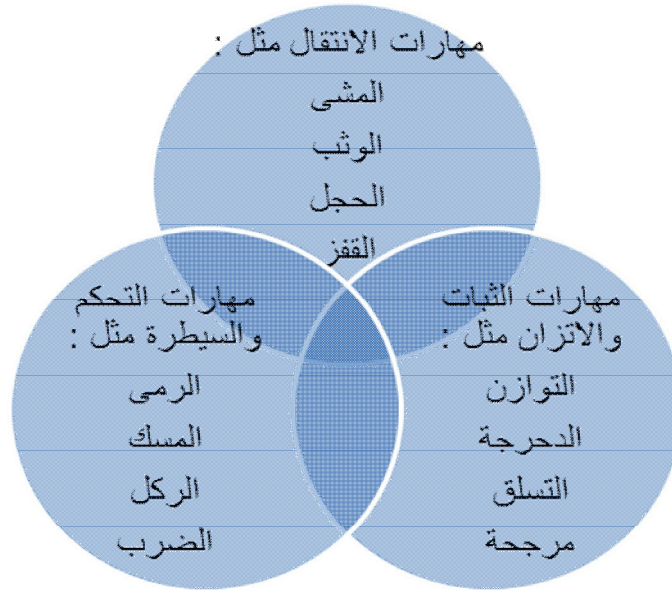 مهارات الانتقال مثل :
المشى
الوثب
الحجل
القفز
مهارات الثبات
والاتزان مثل :
التوازن
الدحرجة
التسلق
مرجحة
مهارات التحكم
والسيطرة مثل :
الرمى
المسك
الركل
الضرب